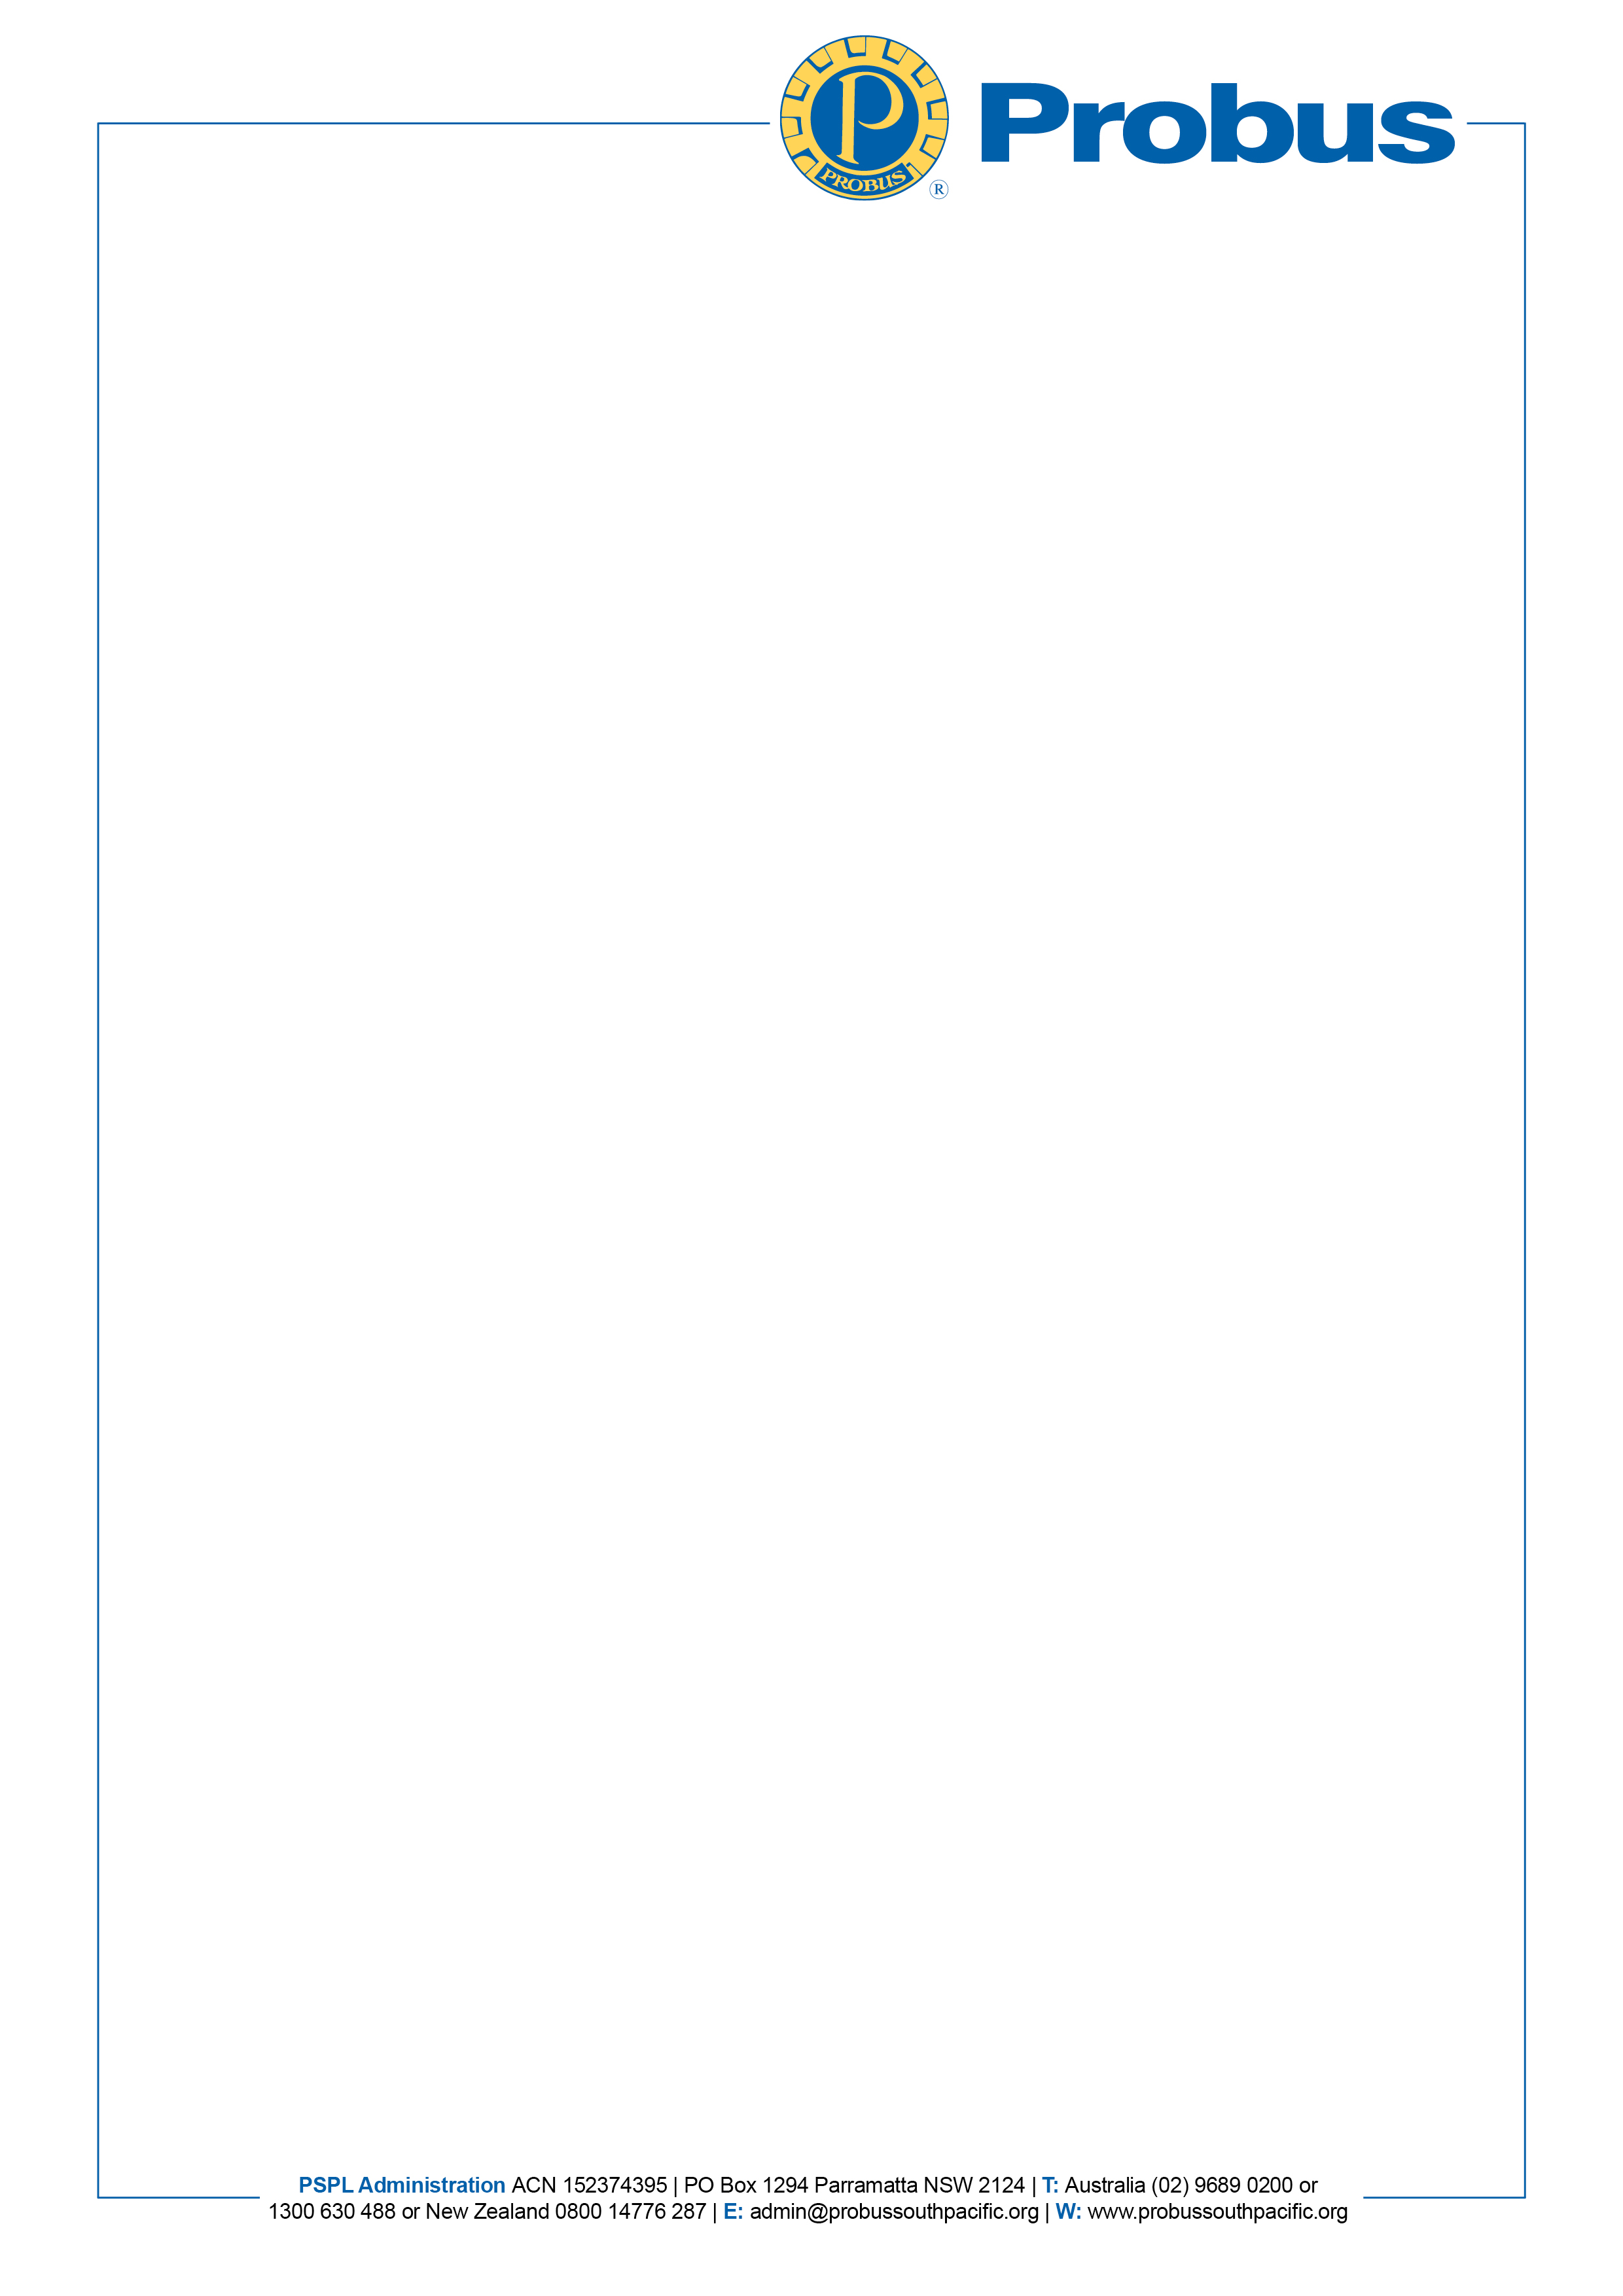 P
PROBUS
®
Probus
PSPL Administration ACN 152374395 | PO Box 1294 Parramatta NSW 2124 | T: Australia (02) 9689 0200 or
1300 630 488 or New Zealand 0800 14776 287 | E: admin@probussouthpacific.org | W: www.probussouthpacific.org